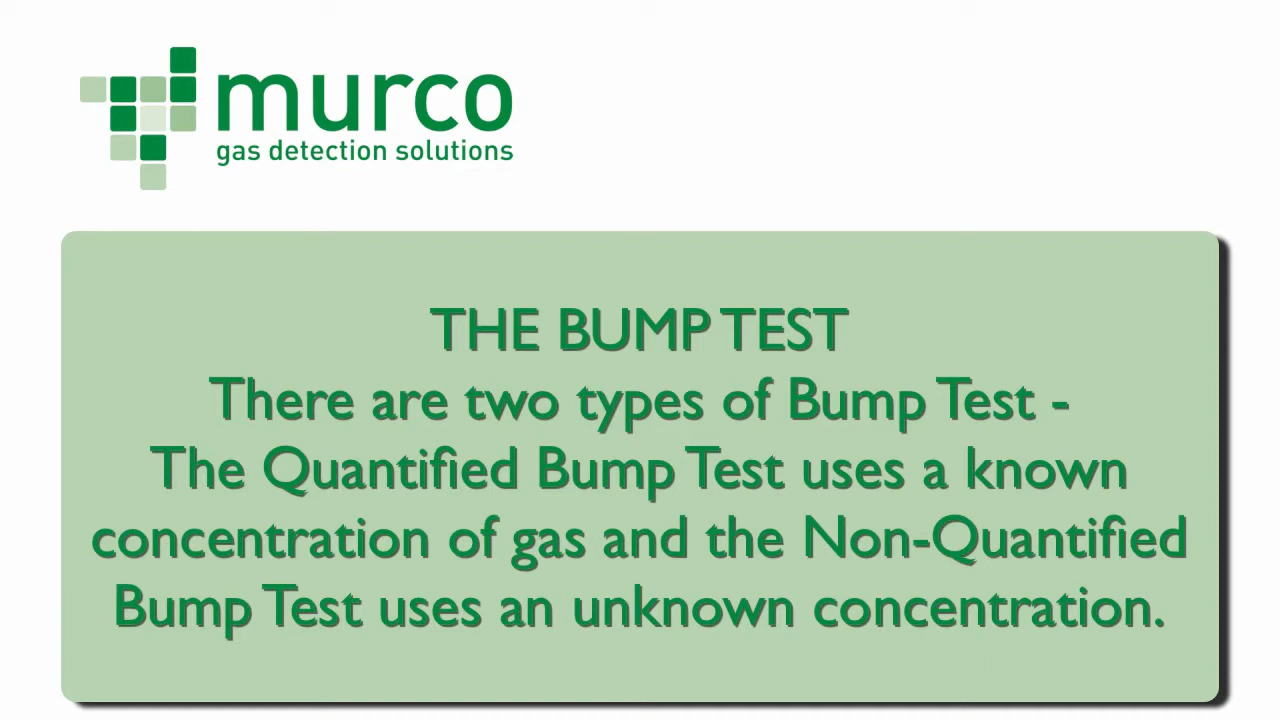 murco
gas detection solutions
THE BUMP TEST
There are two types of Bump Test -
The Quantified Bump Test uses a known
concentration of gas and the Non-Quantified
Bump Test uses an unknown concentration.